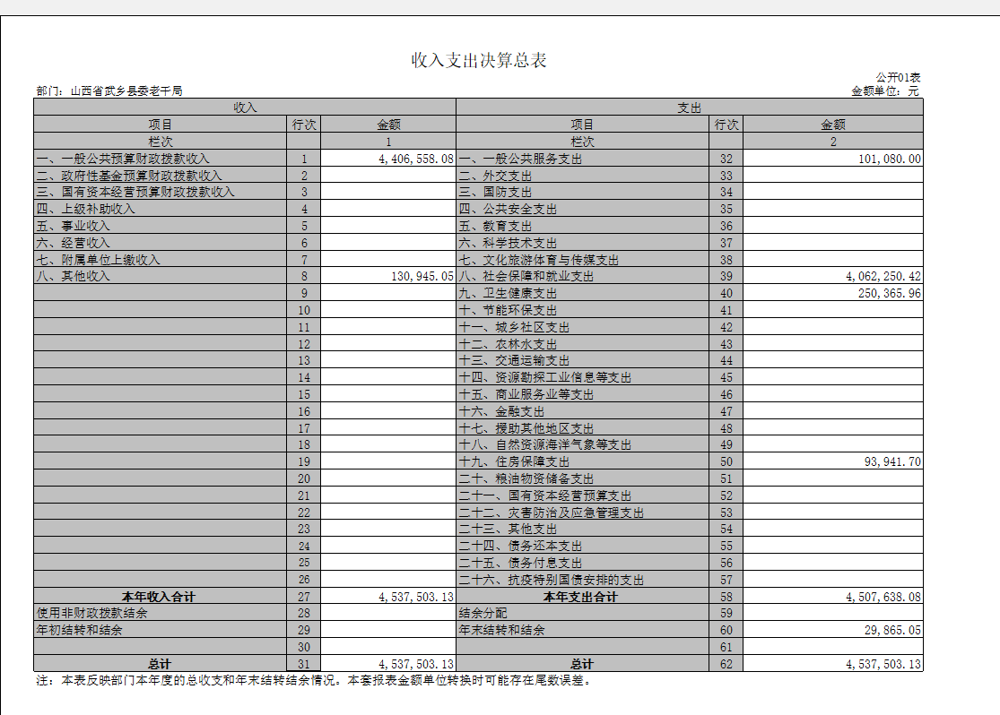 收入支出决算总表
公开01表
部门：山西省武乡县委老干局 金额单位：元
收入 支出
项目 行次 金额 项目 行次 金额
栏次 1 栏次 2
一、一般公共预算财政拨款收入 1 4,406,558.08 一、一般公共服务支出 32 101,080.00
二、政府性基金预算财政拨款收入 2 二、外交支出 33
三、国有资本经营预算财政拨款收入 3 三、国防支出 34
四、上级补助收入 4 四、公共安全支出 35
五、事业收入 5 五、教育支出 36
六、经营收入 6 六、科学技术支出 37
七、附属单位上缴收入 7 七、文化旅游体育与传媒支出 38
八、其他收入 8 130,945.05 八、社会保障和就业支出 39 4,062,250.42
9 九、卫生健康支出 40 250,365.96
10 十、节能环保支出 41
11 十一、城乡社区支出 42
12 十二、农林水支出 43
13 十三、交通运输支出 44
14 十四、资源勘探工业信息等支出 45
15 十五、商业服务业等支出 46
16 十六、金融支出 47
17 十七、援助其他地区支出 48
18 十八、自然资源海洋气象等支出 49
19 十九、住房保障支出 50 93,941.70
20 二十、粮油物资储备支出 51
21 二十一、国有资本经营预算支出 52
22 二十二、灾害防治及应急管理支出 53
23 二十三、其他支出 54
24 二十四、债务还本支出 55
25 二十五、债务付息支出 56
26 二十六、抗疫特别国债安排的支出 57
本年收入合计 27 4,537,503.13 本年支出合计 58 4,507,638.08
使用非财政拨款结余 28 结余分配 59
年初结转和结余 29 年末结转和结余 60 29,865.05
30 61
总计 31 4,537,503.13 总计 62 4,537,503.13
注：本表反映部门本年度的总收支和年末结转结余情况。本套报表金额单位转换时可能存在尾数误差。